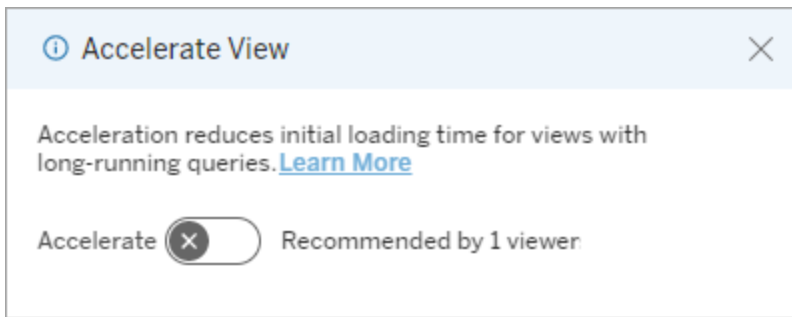 Accelerate View
Acceleration reduces initial loading time for views with
long-running queries. Learn More
Accelerate Recommended by 1 viewer